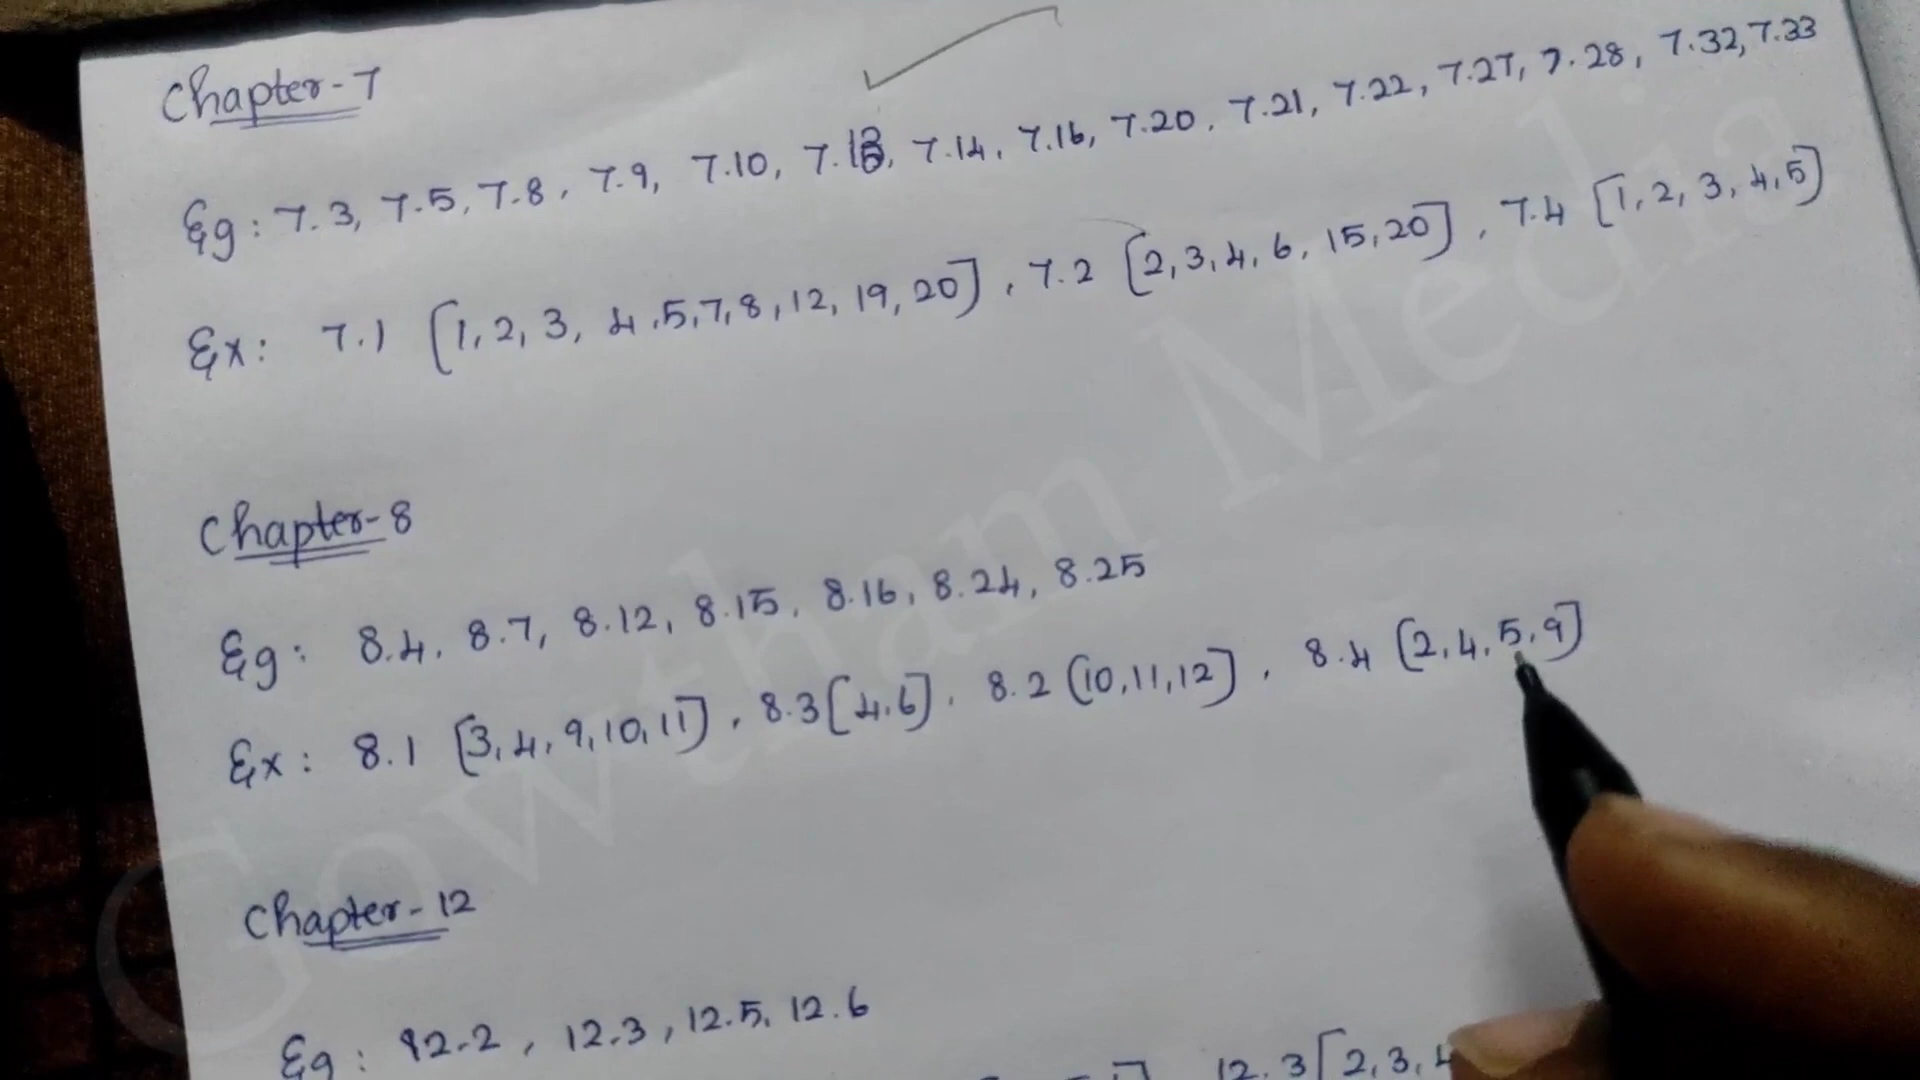 Chapter-7
Eg: 7.3, 7.5, 7.8, 7.9, 7.10, 7.13, 7.14, 7.16, 7.20, 7.21, 7.22, 7.27, 7.28, 7.32, 7.33
Ex: 7.1 [1, 2, 3, 4, 5, 7, 8, 12, 19, 20], 7.2 [2, 3, 4, 6, 15, 20], 7.4 [1, 2, 3, 4, 5]
Chapter-8
Eg: 8.4, 8.7, 8.12, 8.15, 8.16, 8.24, 8.25
Ex: 8.1 [3, 4, 9, 10, 11], 8.3 [4, 6], 8.2 [10, 11, 12], 8.4 [2, 4, 5, 9]
Chapter-12
Eg: 12.2, 12.3, 12.5, 12.6
12.3 [2, 3, 4
Gowtham Media